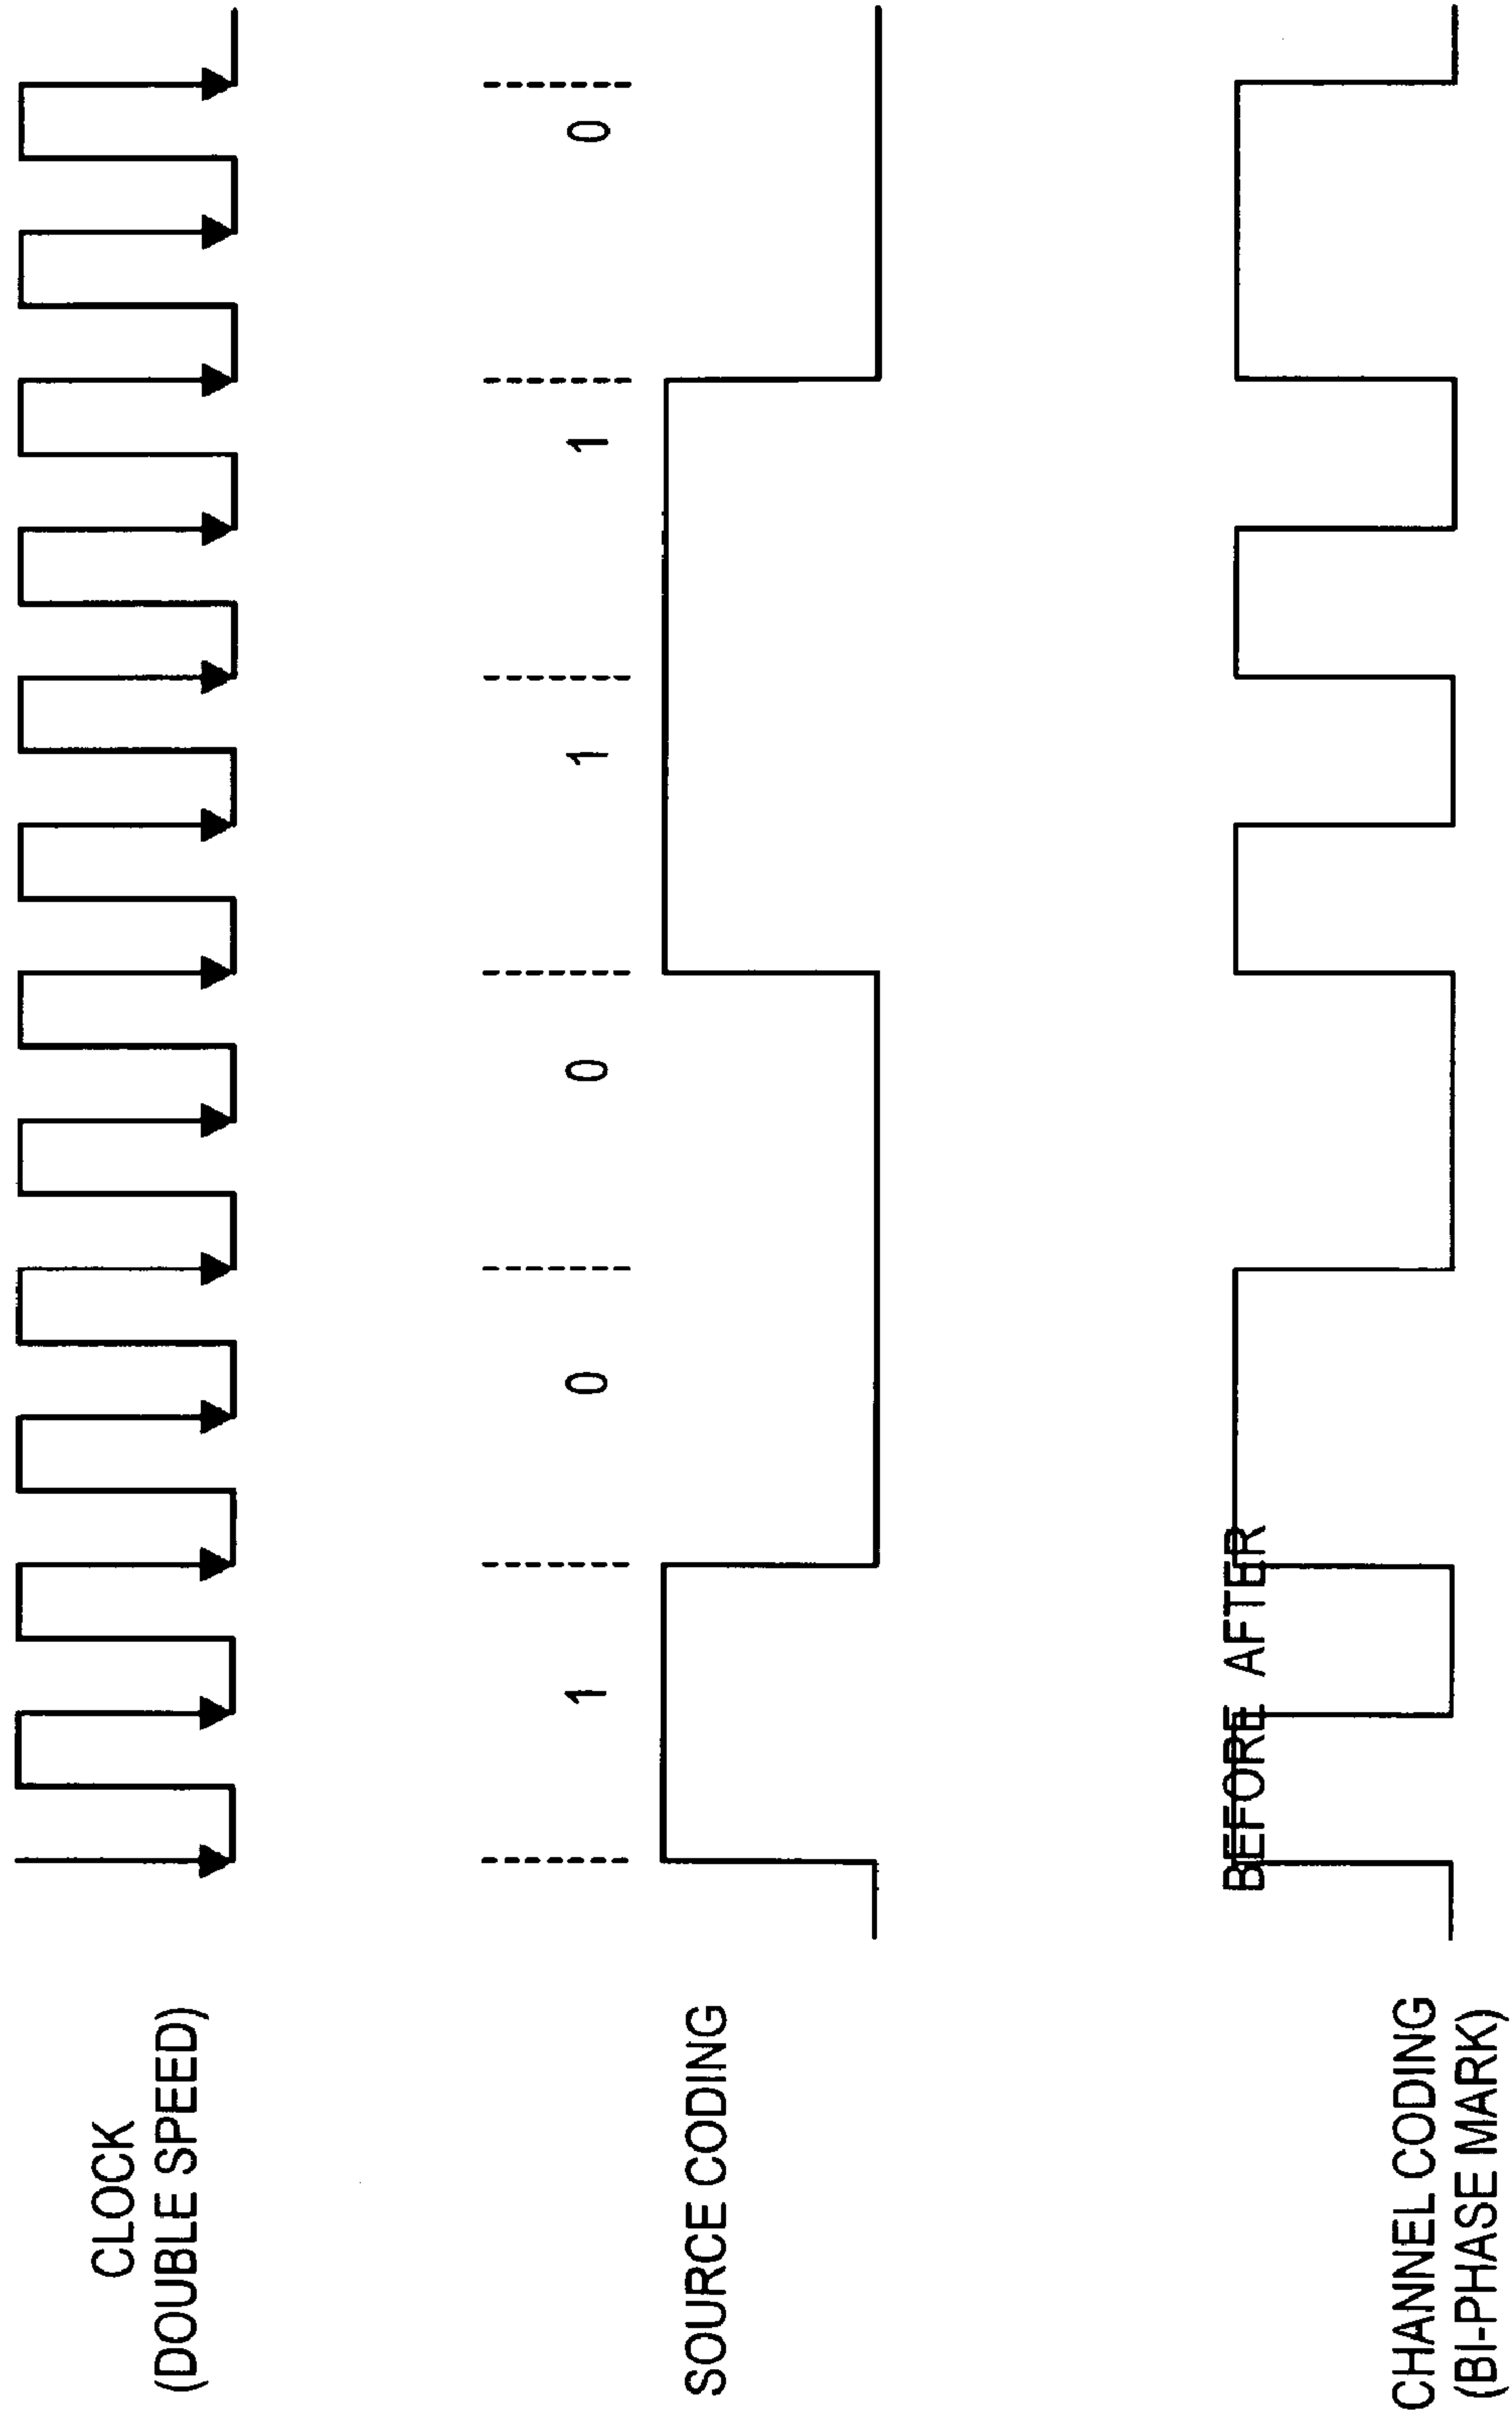 CLOCK
(DOUBLE SPEED)
1 0 0 1 1 0
SOURCE CODING
BEFORE AFTER
CHANNEL CODING
(BI-PHASE MARK)